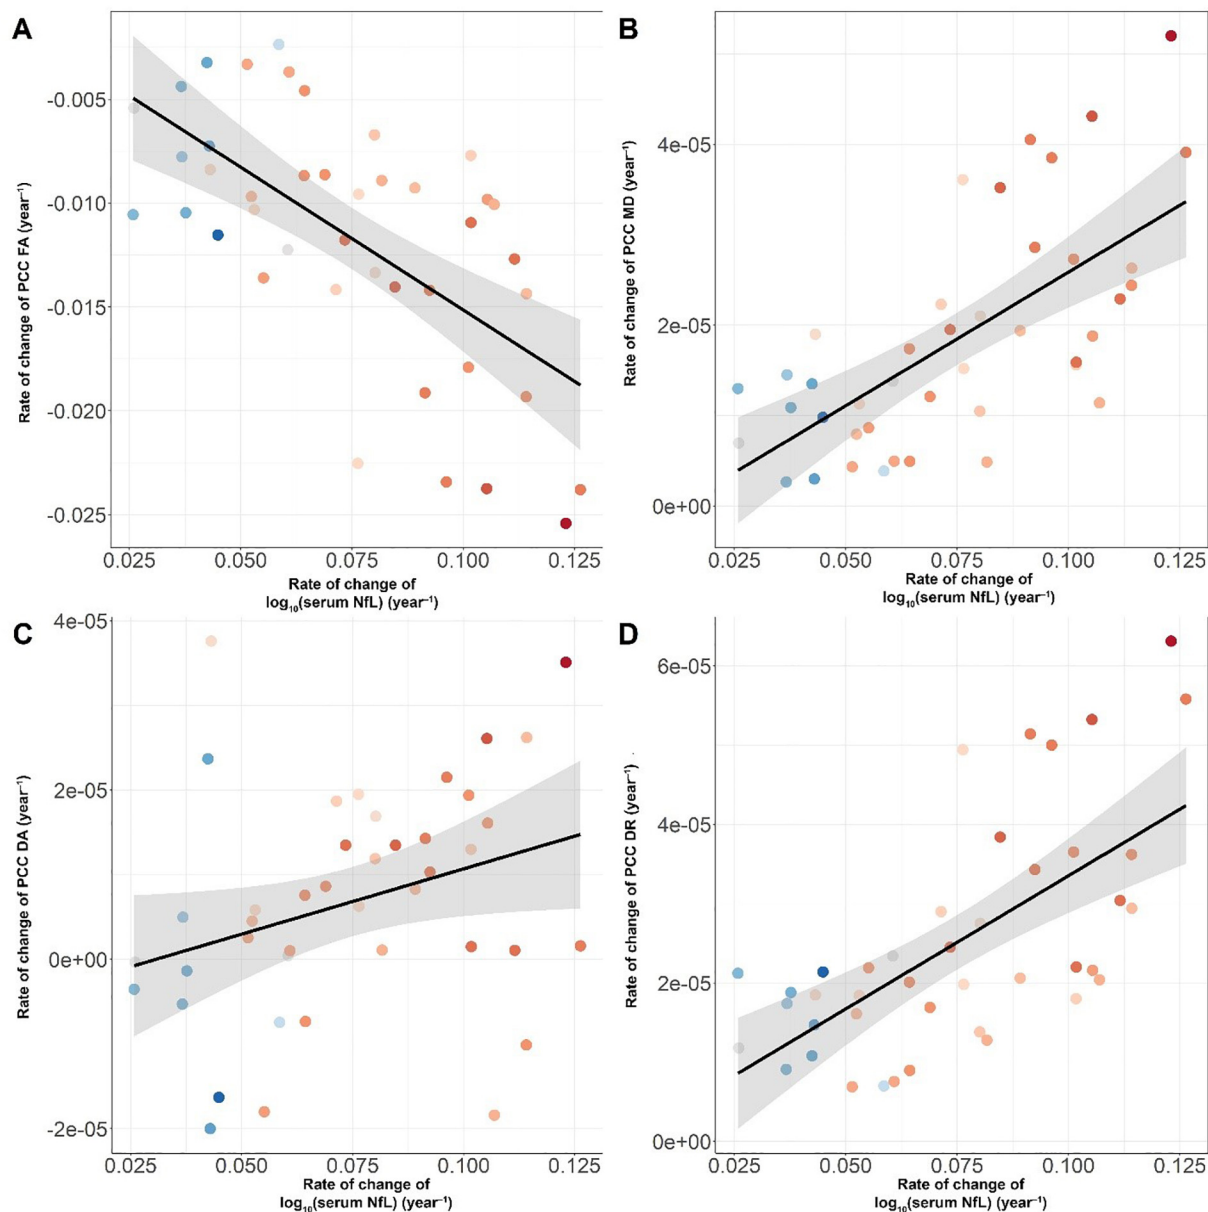 A
-0.005
-0.010
-0.015
-0.020
-0.025
Rate of change of PCC FA (year⁻¹)
0.025 0.050 0.075 0.100 0.125
Rate of change of
log₁₀(serum NfL) (year⁻¹)
B
4e-05
2e-05
0e+00
Rate of change of PCC MD (year⁻¹)
0.025 0.050 0.075 0.100 0.125
Rate of change of
log₁₀(serum NfL) (year⁻¹)
C
4e-05
2e-05
0e+00
-2e-05
Rate of change of PCC DA (year⁻¹)
0.025 0.050 0.075 0.100 0.125
Rate of change of
log₁₀(serum NfL) (year⁻¹)
D
6e-05
4e-05
2e-05
0e+00
Rate of change of PCC DR (year⁻¹)
0.025 0.050 0.075 0.100 0.125
Rate of change of
log₁₀(serum NfL) (year⁻¹)